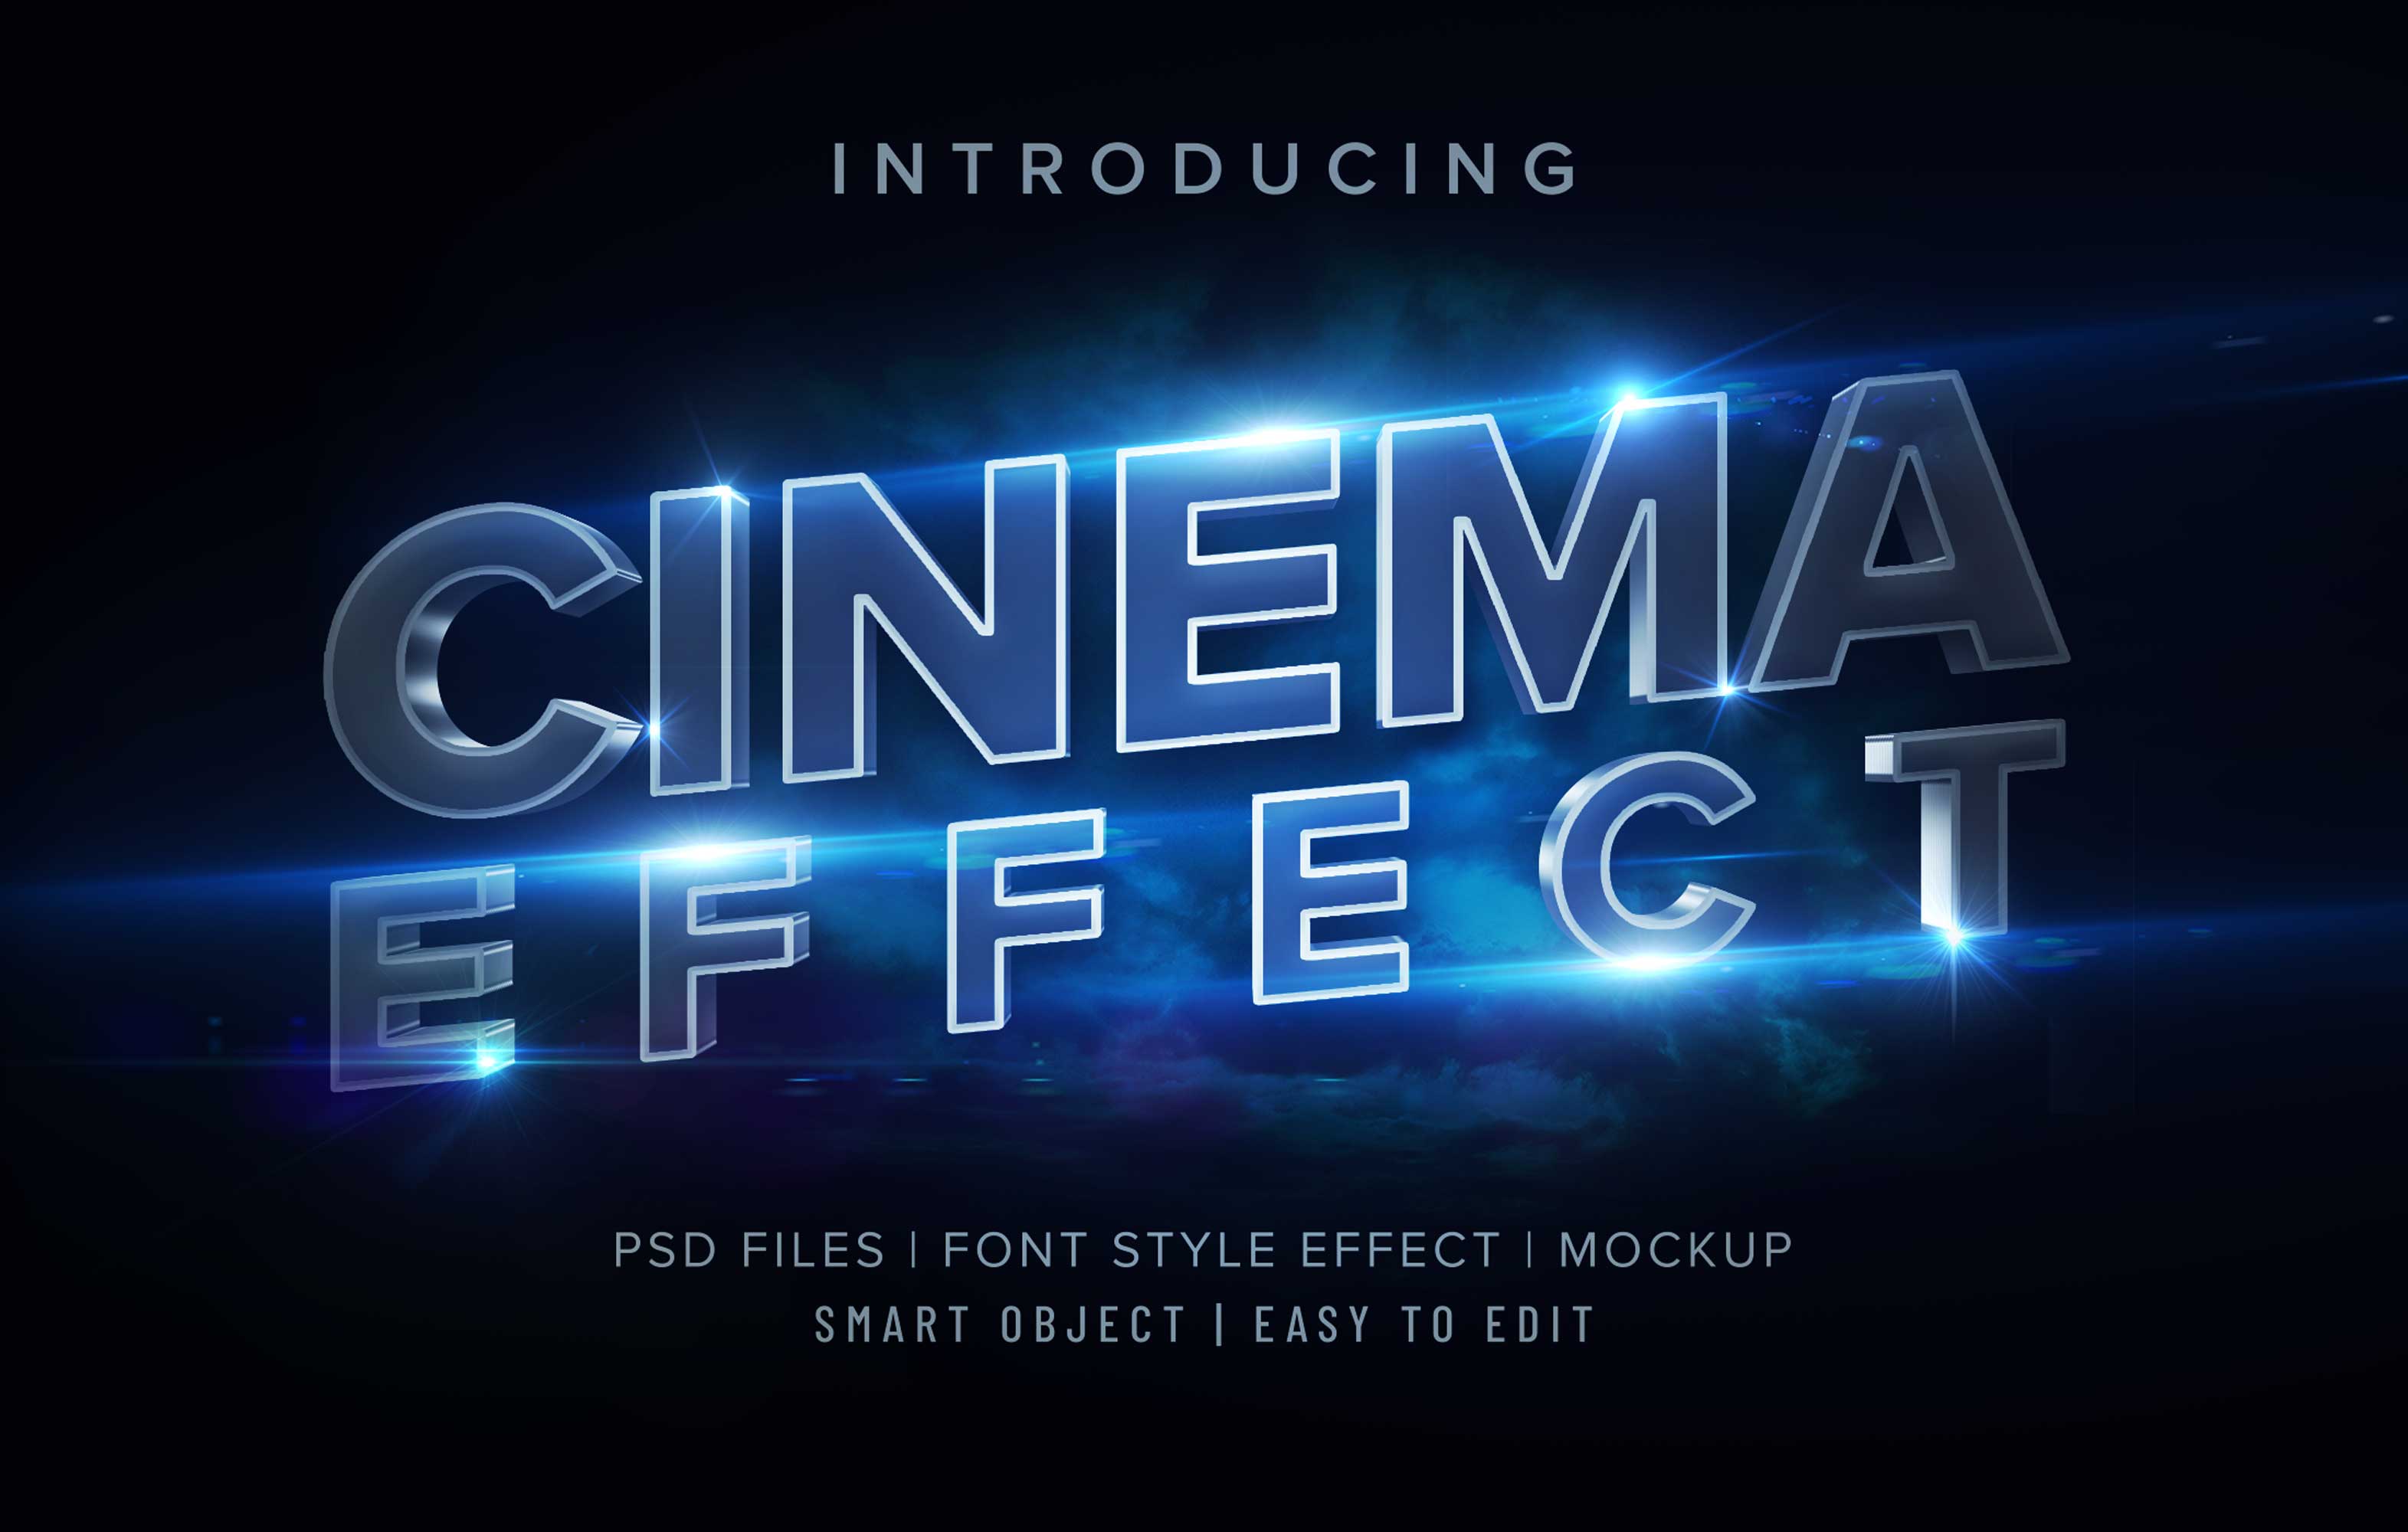 INTRODUCING
CINEMA
EFFECT
PSD FILES | FONT STYLE EFFECT | MOCKUP
SMART OBJECT | EASY TO EDIT